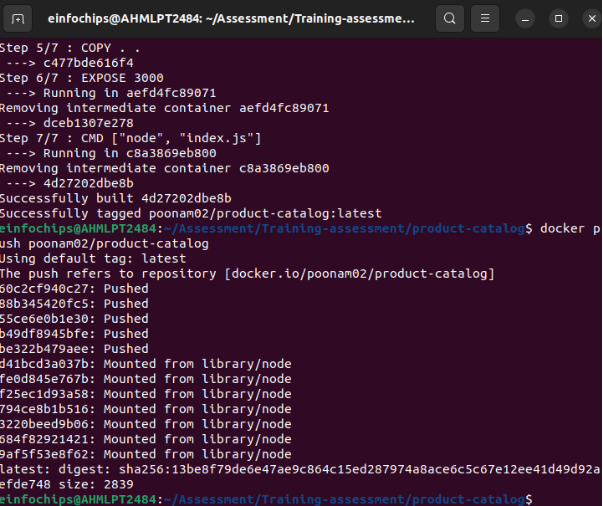 einfochips@AHMLPT2484: ~/Assessment/Training-assessme...
Step 5/7 : COPY . .
 ---> c477bde616f4
Step 6/7 : EXPOSE 3000
 ---> Running in aefd4fc89071
Removing intermediate container aefd4fc89071
 ---> dceb1307e278
Step 7/7 : CMD ["node", "index.js"]
 ---> Running in c8a3869eb800
Removing intermediate container c8a3869eb800
 ---> 4d27202dbe8b
Successfully built 4d27202dbe8b
Successfully tagged poonam02/product-catalog:latest
einfochips@AHMLPT2484:~/Assessment/Training-assessment/product-catalog$ docker p
ush poonam02/product-catalog
Using default tag: latest
The push refers to repository [docker.io/poonam02/product-catalog]
60c2cf940c27: Pushed
88b345420fc5: Pushed
55ce6e0b1e30: Pushed
b49df8945bfe: Pushed
be322b479aee: Pushed
d41bcd3a037b: Mounted from library/node
fe0d845e767b: Mounted from library/node
f25ec1d93a58: Mounted from library/node
794ce8b1b516: Mounted from library/node
3220beed9b06: Mounted from library/node
684f82921421: Mounted from library/node
9af5f53e8f62: Mounted from library/node
latest: digest: sha256:13be8f79de6e47ae9c864c15ed287974a8ace6c5c67e12ee41d49d92a
efde748 size: 2839
einfochips@AHMLPT2484:~/Assessment/Training-assessment/product-catalog$